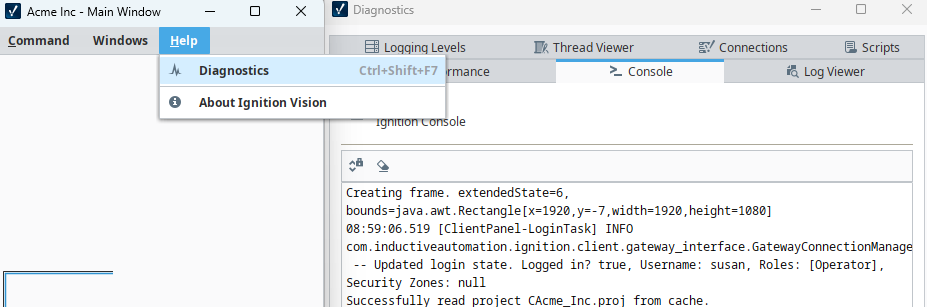 Acme Inc - Main Window
Command Windows Help
Diagnostics Ctrl+Shift+F7
About Ignition Vision
Diagnostics
Logging Levels Thread Viewer Connections Scripts
Console Log Viewer
Ignition Console
Creating frame. extendedState=6,
bounds=java.awt.Rectangle[x=1920,y=-7,width=1920,height=1080]
08:59:06.519 [ClientPanel-LoginTask] INFO
com.inductiveautomation.ignition.client.gateway_interface.GatewayConnectionManage
-- Updated login state. Logged in? true, Username: susan, Roles: [Operator],
Security Zones: null
Successfully read project CAcme_Inc.proj from cache.